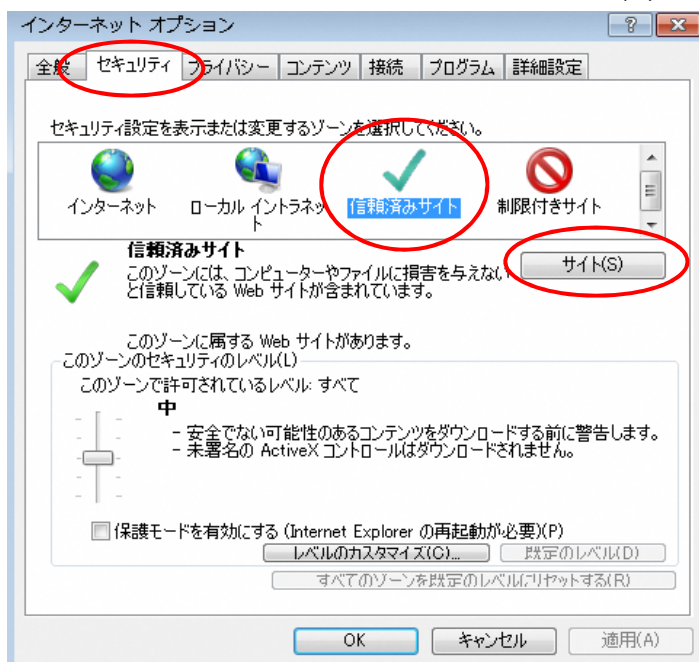 インターネット オプション
全般 セキュリティ プライバシー コンテンツ 接続 プログラム 詳細設定
セキュリティ設定を表示または変更するゾーンを選択してください。
インターネット
ローカル イントラネッ
ト
信頼済みサイト
制限付きサイト
信頼済みサイト
このゾーンには、コンピューターやファイルに損害を与えない
と信頼している Web サイトが含まれています。
サイト(S)
このゾーンに属する Web サイトがあります。
このゾーンのセキュリティのレベル(L)
このゾーンで許可されているレベル: すべて
中
- 安全でない可能性のあるコンテンツをダウンロードする前に警告します。
- 未署名の ActiveX コントロールはダウンロードされません。
保護モードを有効にする (Internet Explorer の再起動が必要)(P)
レベルのカスタマイズ(C)... 既定のレベル(D)
すべてのゾーンを既定のレベルにリセットする(R)
OK キャンセル 適用(A)